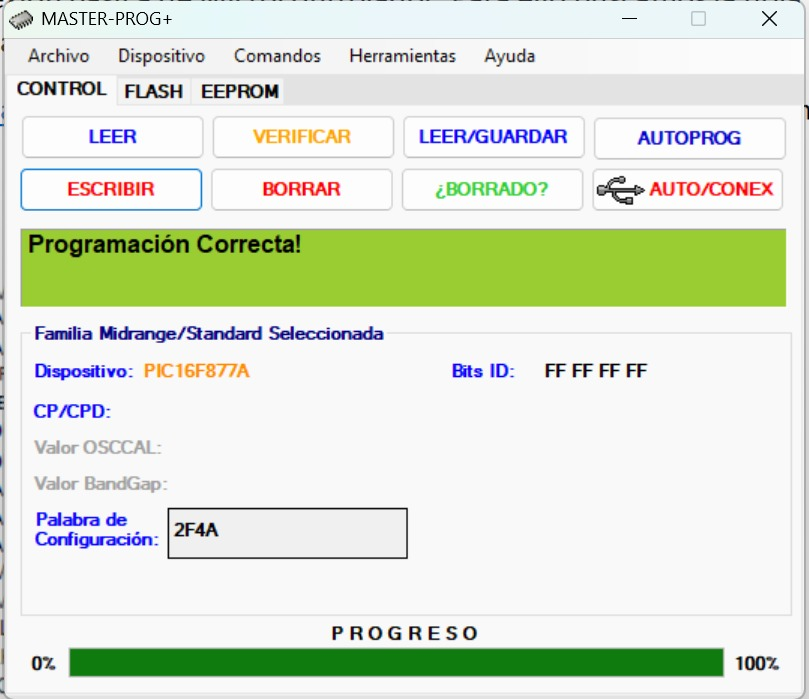 MASTER-PROG+
Archivo Dispositivo Comandos Herramientas Ayuda
CONTROL FLASH EEPROM
LEER VERIFICAR LEER/GUARDAR AUTOPROG
ESCRIBIR BORRAR ¿BORRADO? AUTO/CONEX
Programación Correcta!
Familia Midrange/Standard Seleccionada
Dispositivo: PIC16F877A Bits ID: FF FF FF FF
CP/CPD:
Valor OSCCAL:
Valor BandGap:
Palabra de
Configuración: 2F4A
PROGRESO
0% 100%